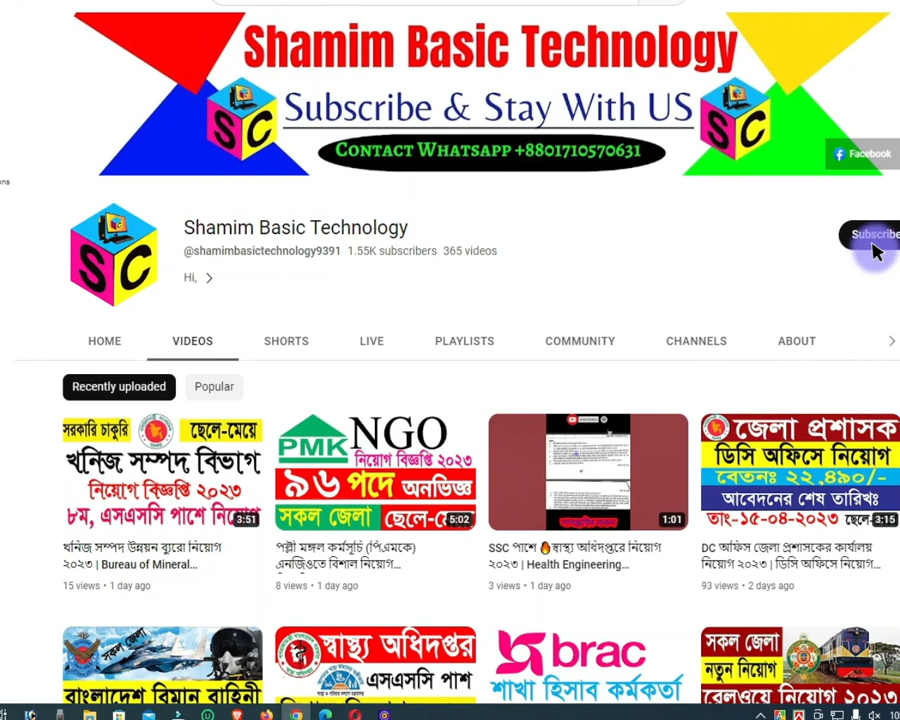 Shamim Basic Technology
Subscribe & Stay With US
Contact Whatsapp +8801710570631
Facebook
Shamim Basic Technology
@shamimbasictechnology9391 1.55K subscribers 365 videos
Subscribe
Hi,
HOME VIDEOS SHORTS LIVE PLAYLISTS COMMUNITY CHANNELS ABOUT
Recently uploaded Popular
সরকারি চাকুরি ছেলে-মেয়ে
খনিজ সম্পদ বিভাগ
নিয়োগ বিজ্ঞপ্তি ২০২৩
৮ম, এসএসসি পাশে
3:51
খনিজ সম্পদ উন্নয়ন ব্যুরো নিয়োগ
২০২৩ | Bureau of Mineral...
15 views • 1 day ago
PMK NGO
নিয়োগ বিজ্ঞপ্তি ২০২৩
৯৬ পদে অনভিজ্ঞ
সকল জেলা
5:02
পল্লী মঙ্গল কর্মসূচি (পিএমকে)
এনজিওতে বিশাল নিয়োগ...
8 views • 1 day ago
1:01
SSC পাশে 🔥স্বাস্থ্য অধিদপ্তরে নিয়োগ
২০২৩ | Health Engineering...
3 views • 1 day ago
জেলা প্রশাসক
ডিসি অফিসে নিয়োগ
বেতনঃ ২২,৪৯০/-
আবেদনের শেষ তারিখঃ
তাং-১৫-০৪-২০২৩ ছেলে-
3:15
DC অফিস জেলা প্রশাসকের কার্যালয়
নিয়োগ ২০২৩ | ডিসি অফিসে নিয়োগ...
93 views • 2 days ago
সকল জেলা
বাংলাদেশ বিমান বাহিনী
স্বাস্থ্য অধিদপ্তর
এসএসসি পাশ
brac
শাখা হিসাব কর্মকর্তা
সকল জেলা
নতুন নিয়োগ
রেলওয়ে নিয়োগ ২০২৩